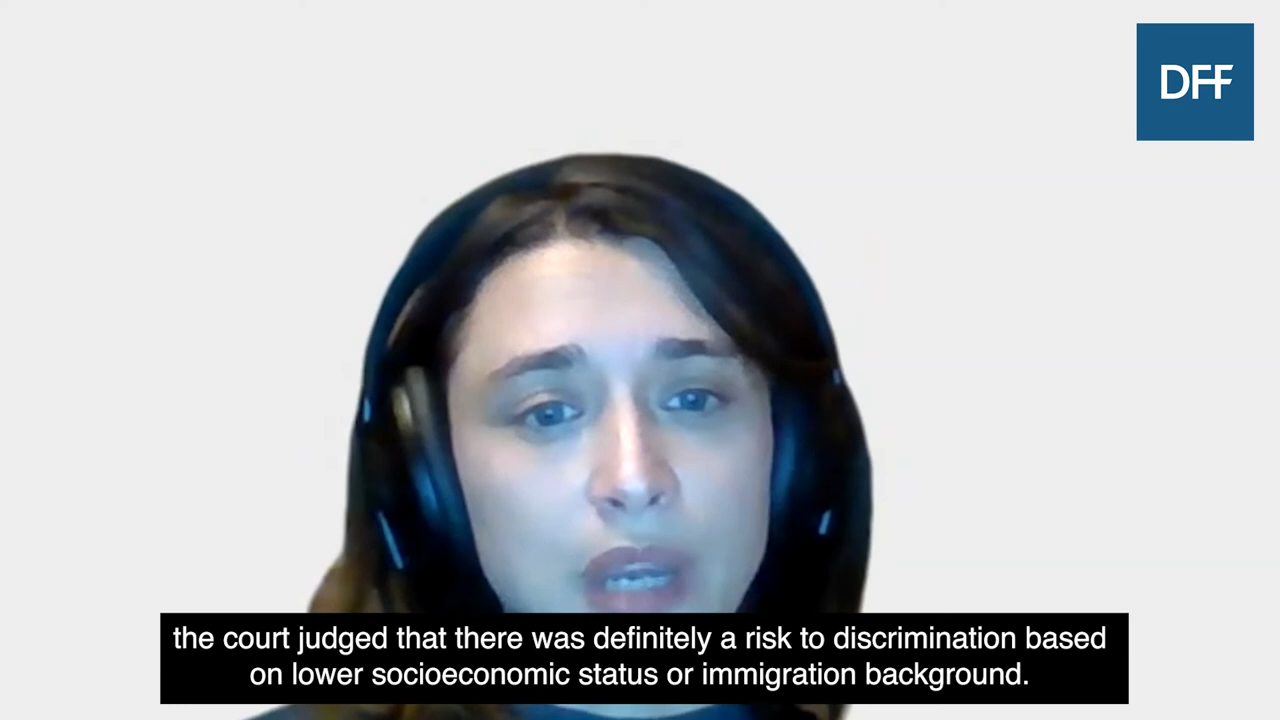 DFF
the court judged that there was definitely a risk to discrimination based
on lower socioeconomic status or immigration background.